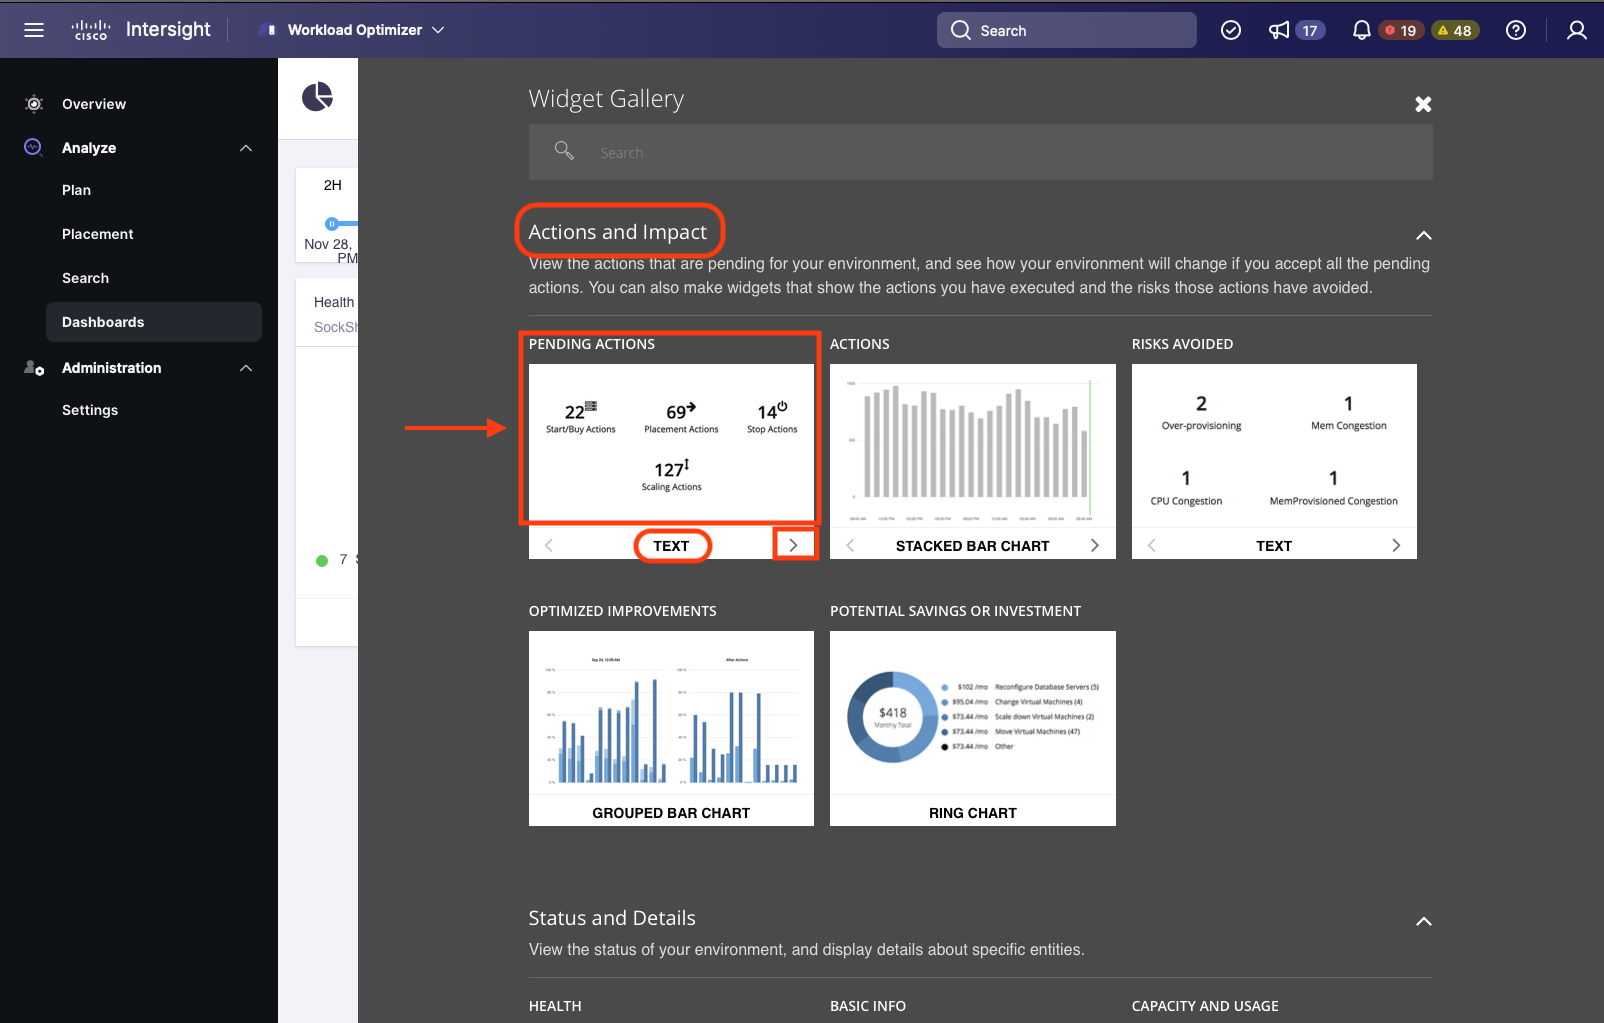 CISCO Intersight Workload Optimizer Search 17 19 48
Overview
Analyze
Plan
Placement
Search
Dashboards
Administration
Settings
2H
Nov 28,
PM
Health
SockSh
7
Widget Gallery
Search
Actions and Impact
View the actions that are pending for your environment, and see how your environment will change if you accept all the pending
actions. You can also make widgets that show the actions you have executed and the risks those actions have avoided.
PENDING ACTIONS
22 69 14
Start/Buy Actions Placement Actions Stop Actions
127
Scaling Actions
TEXT
ACTIONS
STACKED BAR CHART
RISKS AVOIDED
2 1
Over-provisioning Mem Congestion
1 1
CPU Congestion MemProvisioned Congestion
TEXT
OPTIMIZED IMPROVEMENTS
Sep 24, 12:00 AM After Actions
GROUPED BAR CHART
POTENTIAL SAVINGS OR INVESTMENT
$418
Monthly Total
$102 /mo Reconfigure Database Servers (5)
$95.04 /mo Change Virtual Machines (4)
$73.44 /mo Scale down Virtual Machines (2)
$73.44 /mo Move Virtual Machines (47)
$73.44 /mo Other
RING CHART
Status and Details
View the status of your environment, and display details about specific entities.
HEALTH BASIC INFO CAPACITY AND USAGE